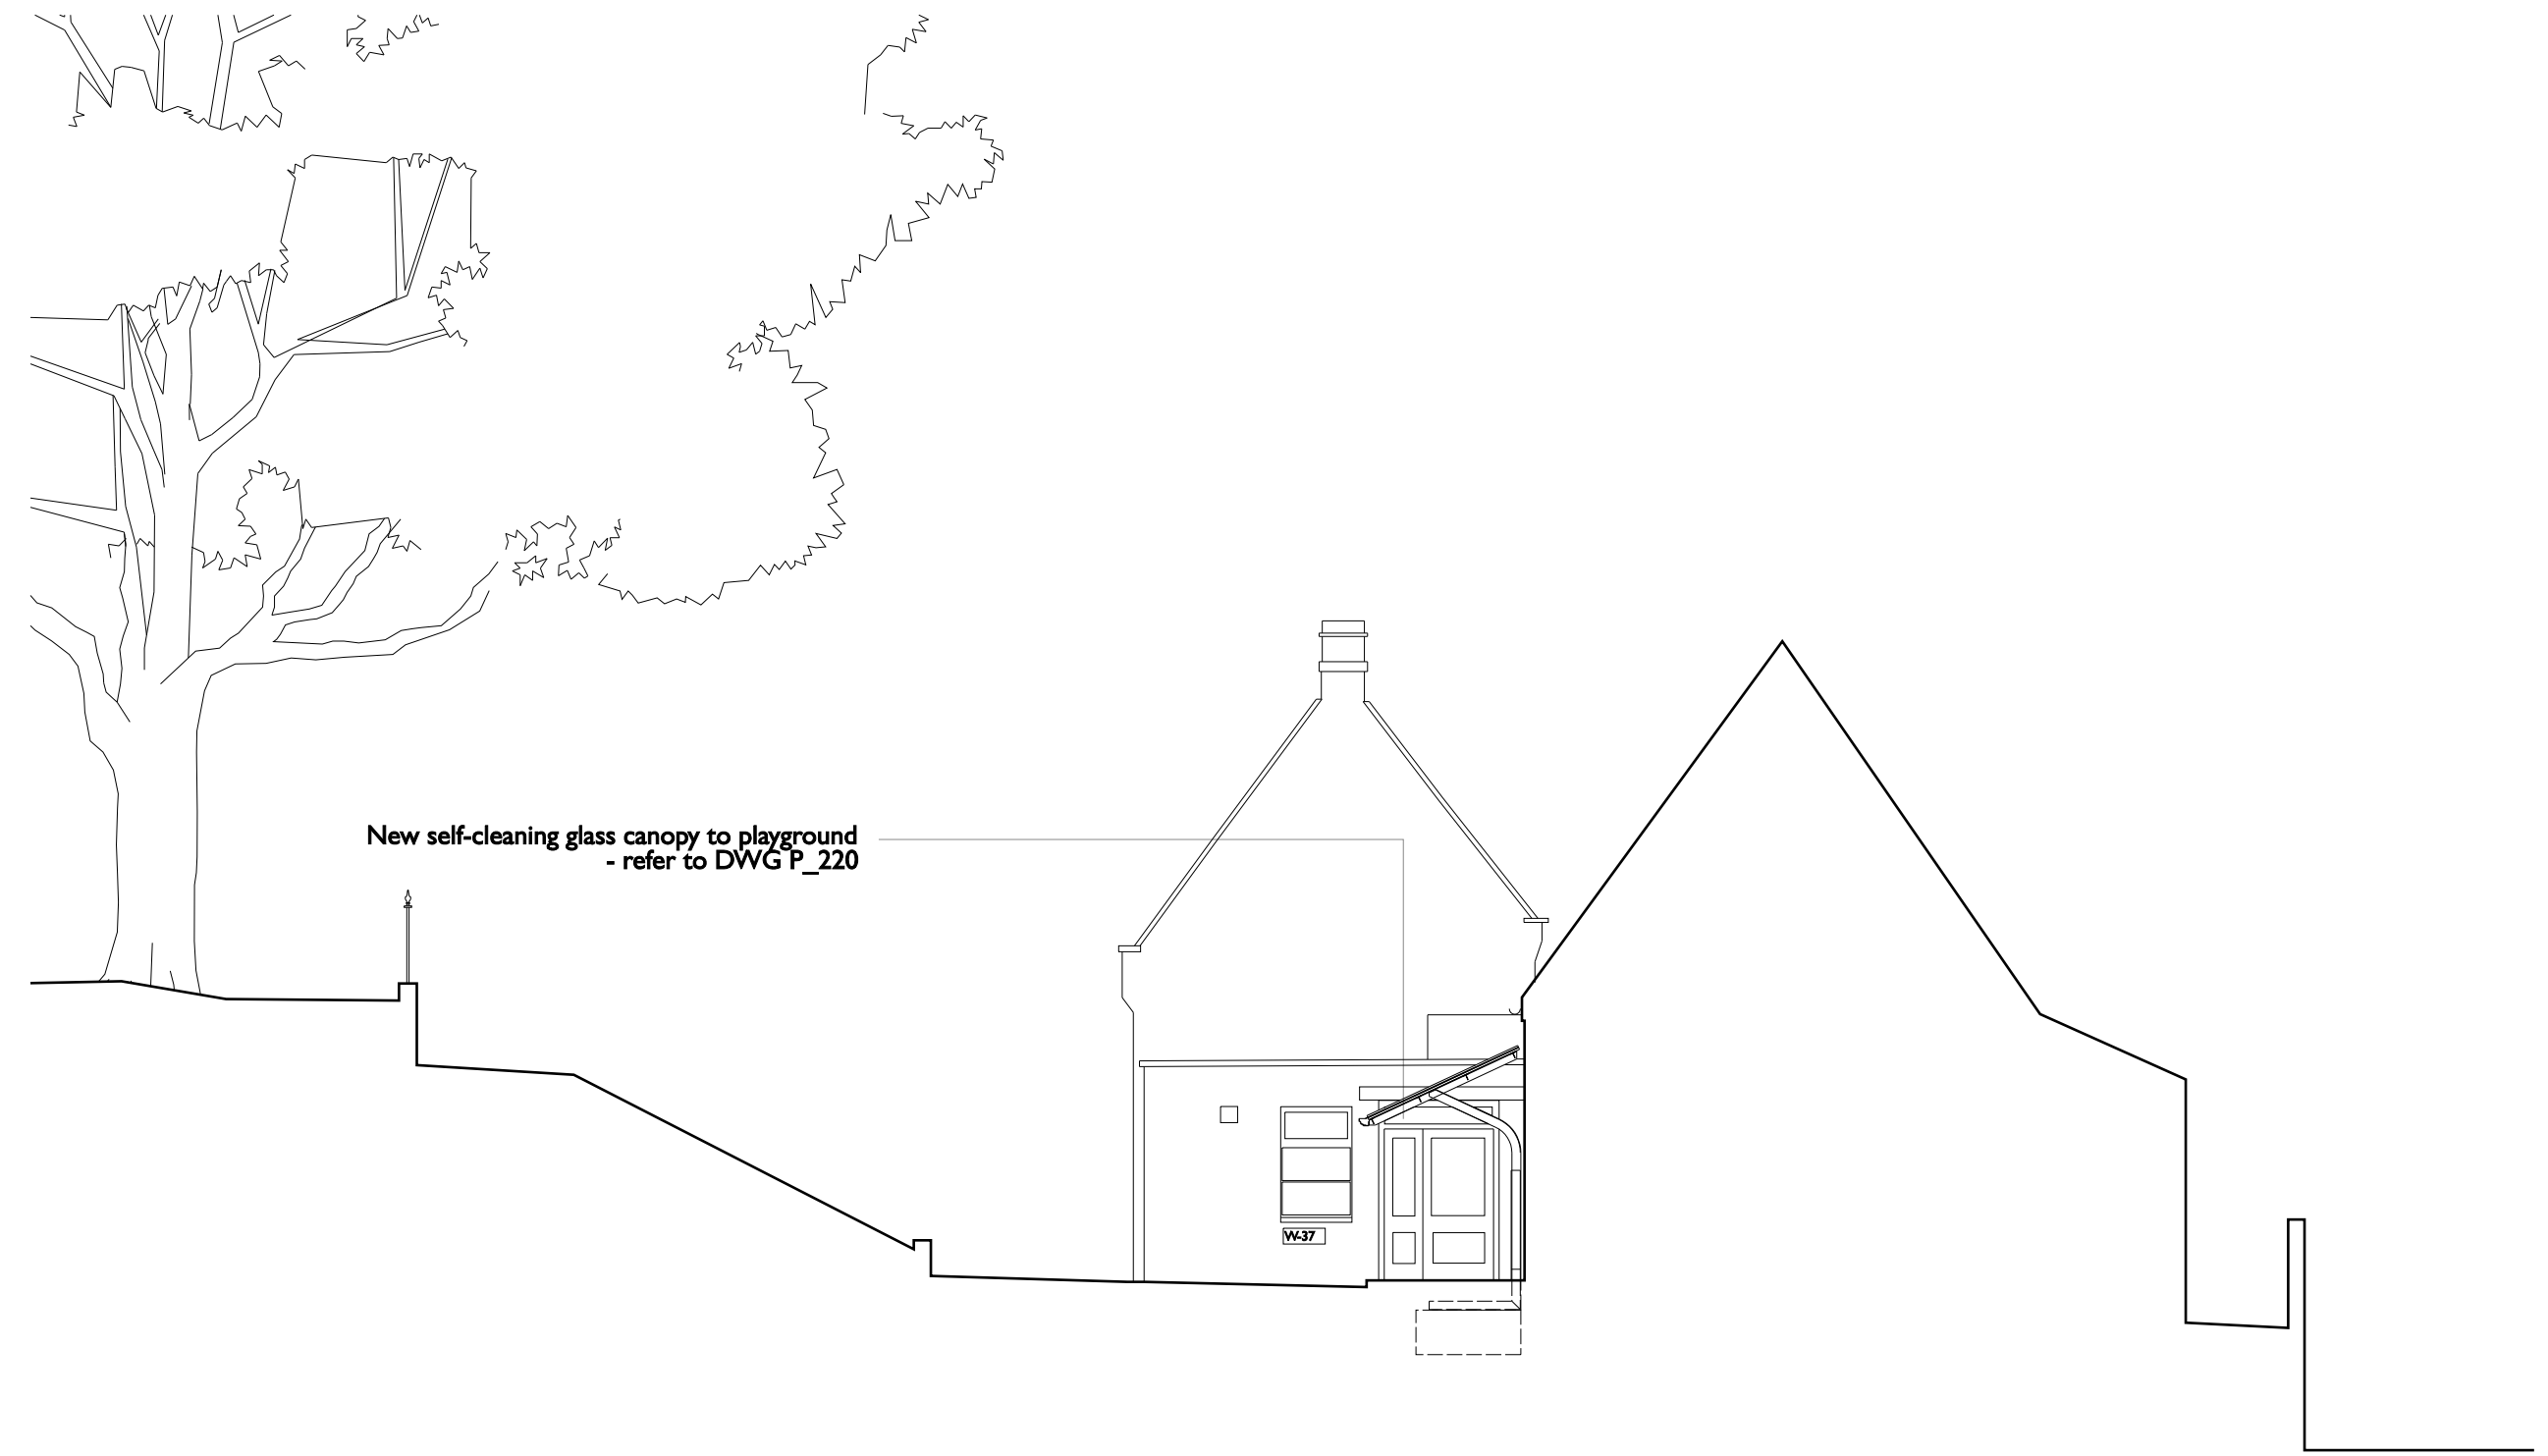 New self-cleaning glass canopy to playground
- refer to DWG P_220
W-37